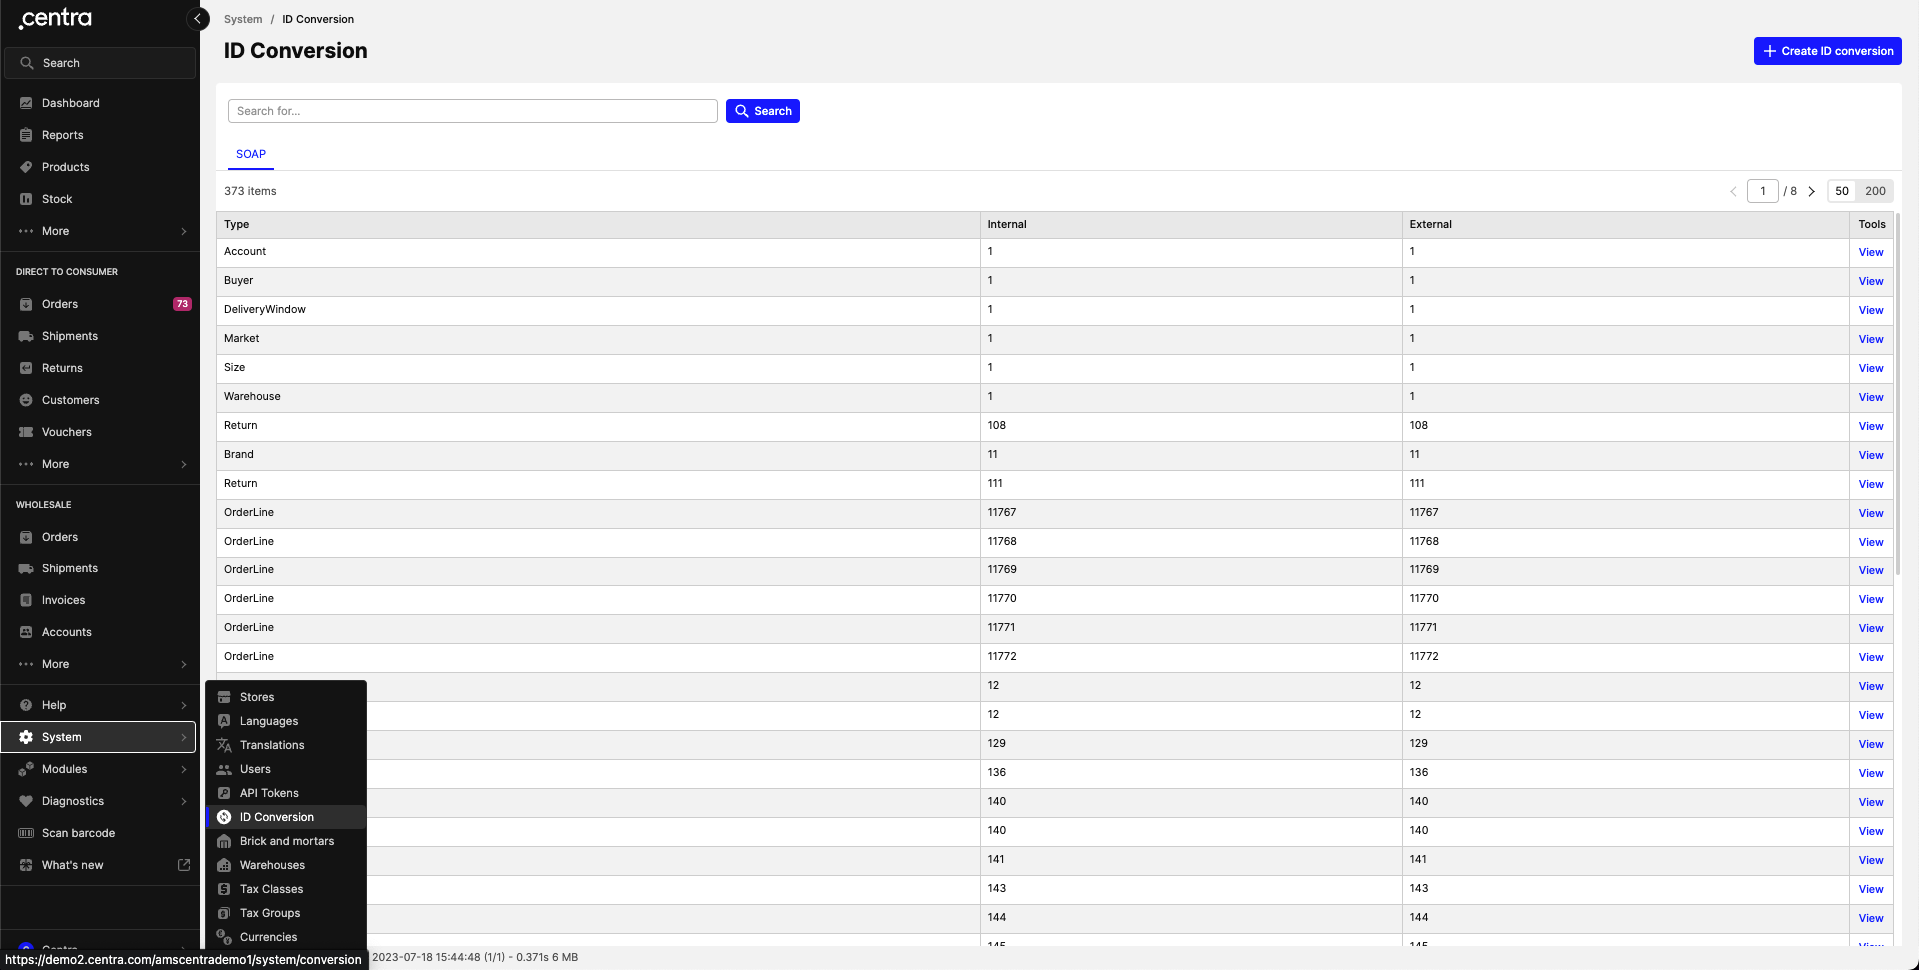 .centra
Search
Dashboard
Reports
Products
Stock
More
DIRECT TO CONSUMER
Orders 73
Shipments
Returns
Customers
Vouchers
More
WHOLESALE
Orders
Shipments
Invoices
Accounts
More
Help
System
Modules
Diagnostics
Scan barcode
What's new
Stores
Languages
Translations
Users
API Tokens
ID Conversion
Brick and mortars
Warehouses
Tax Classes
Tax Groups
Currencies
https://demo2.centra.com/amscentrademo1/system/conversion
System / ID Conversion
ID Conversion
Create ID conversion
Search for...
Search
SOAP
373 items
1 / 8 50 200
Type Internal External Tools
Account 1 1 View
Buyer 1 1 View
DeliveryWindow 1 1 View
Market 1 1 View
Size 1 1 View
Warehouse 1 1 View
Return 108 108 View
Brand 11 11 View
Return 111 111 View
OrderLine 11767 11767 View
OrderLine 11768 11768 View
OrderLine 11769 11769 View
OrderLine 11770 11770 View
OrderLine 11771 11771 View
OrderLine 11772 11772 View
12 12 View
12 12 View
129 129 View
136 136 View
140 140 View
140 140 View
141 141 View
143 143 View
144 144 View
145 145 View
2023-07-18 15:44:48 (1/1) - 0.371s 6 MB